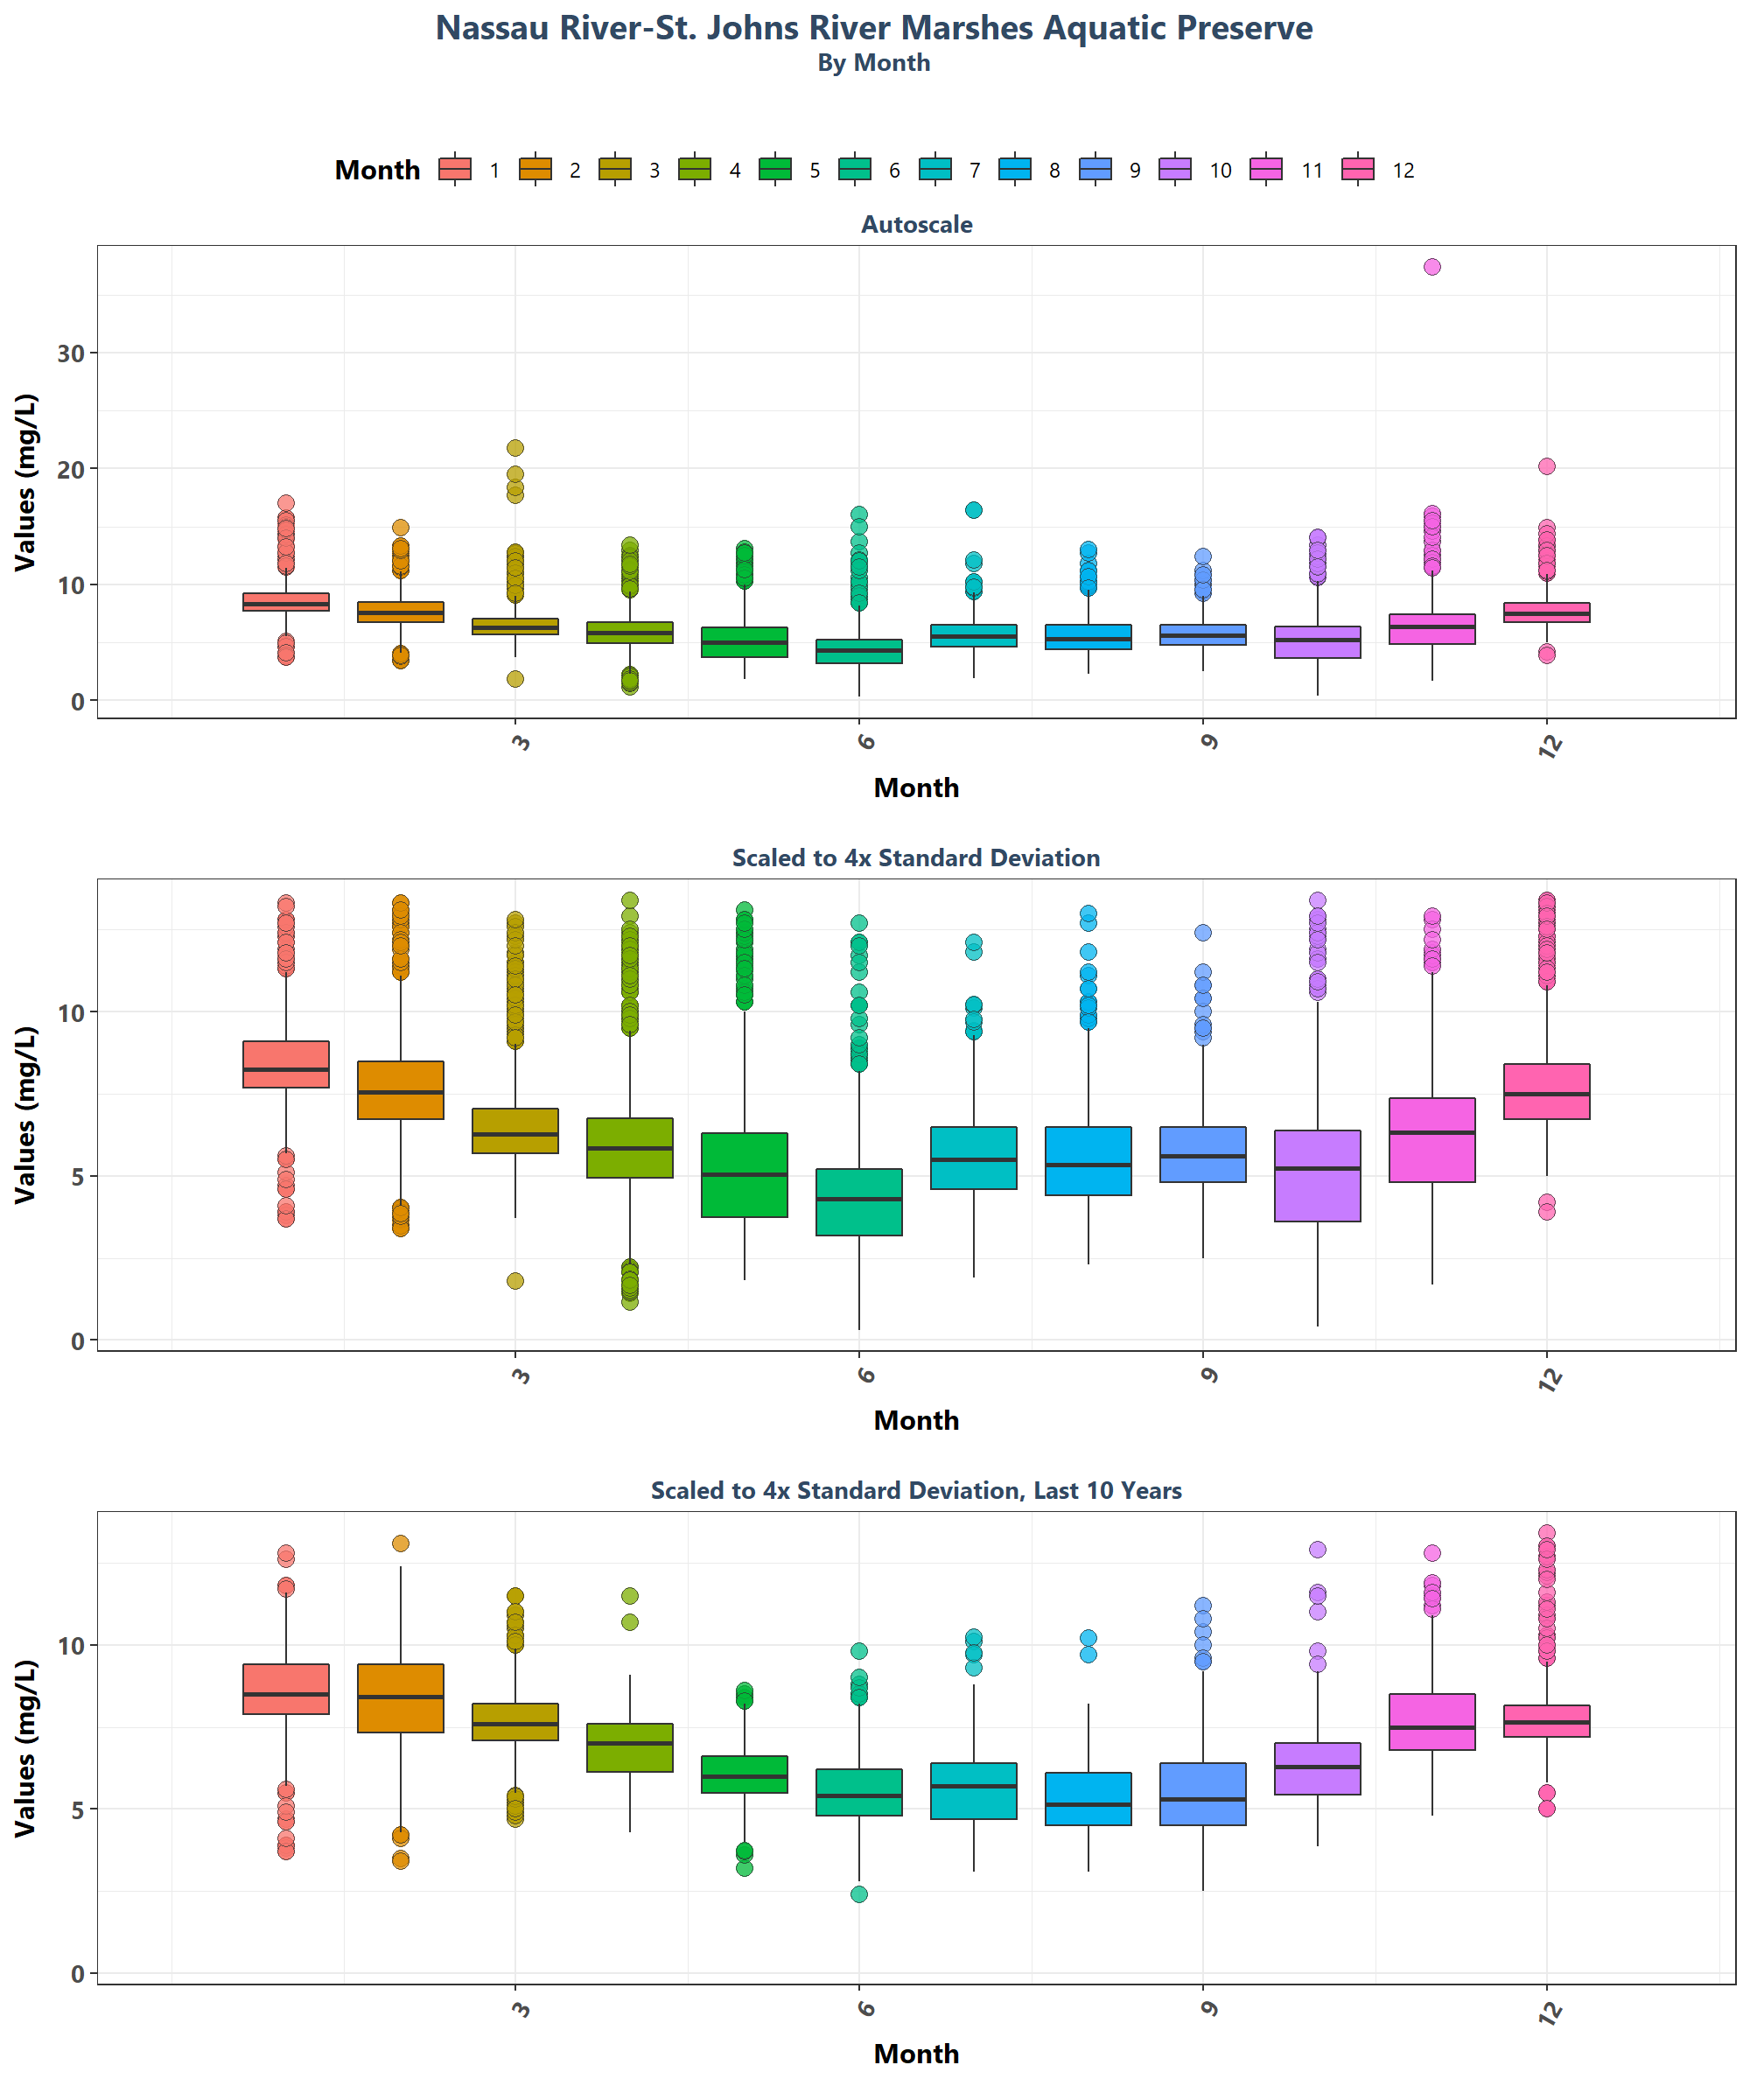 Nassau River-St. Johns River Marshes Aquatic Preserve
By Month
Month 1 2 3 4 5 6 7 8 9 10 11 12
Autoscale
Values (mg/L)
30
20
10
0
3 6 9 12
Month
Scaled to 4x Standard Deviation
Values (mg/L)
10
5
0
3 6 9 12
Month
Scaled to 4x Standard Deviation, Last 10 Years
Values (mg/L)
10
5
0
3 6 9 12
Month